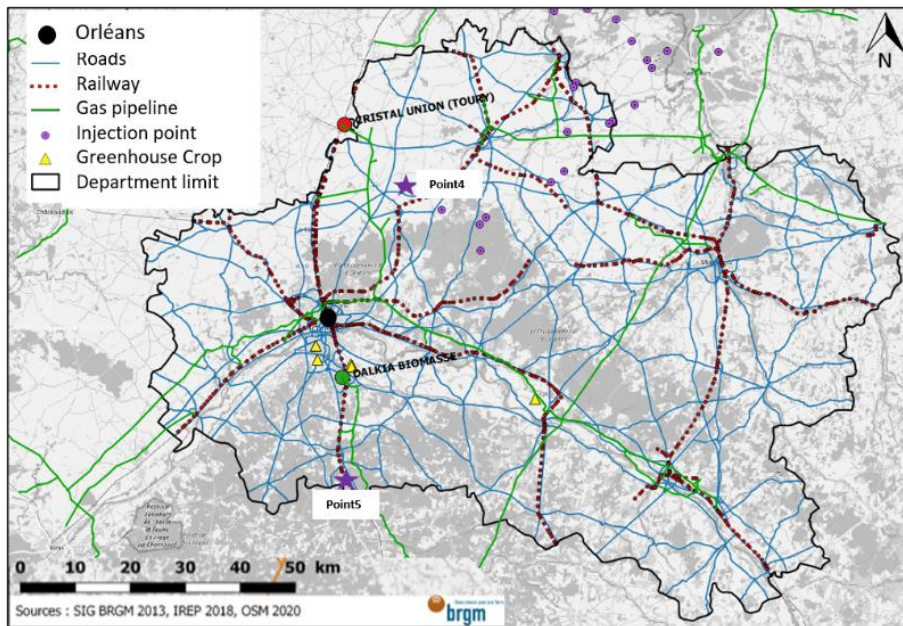 Orléans
Roads
Railway
Gas pipeline
Injection point
Greenhouse Crop
Department limit
N
CRISTAL UNION (TOURY)
Point4
DALKIA BIOMASSE
Point5
0 10 20 30 40 50 km
Sources : SIG BRGM 2013, IREP 2018, OSM 2020
brgm